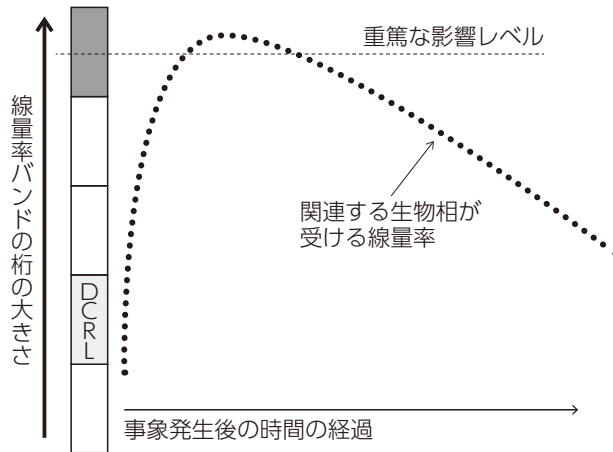 重篤な影響レベル
線量率バンドの桁の大きさ
関連する生物相が
受ける線量率
DCRL
事象発生後の時間の経過